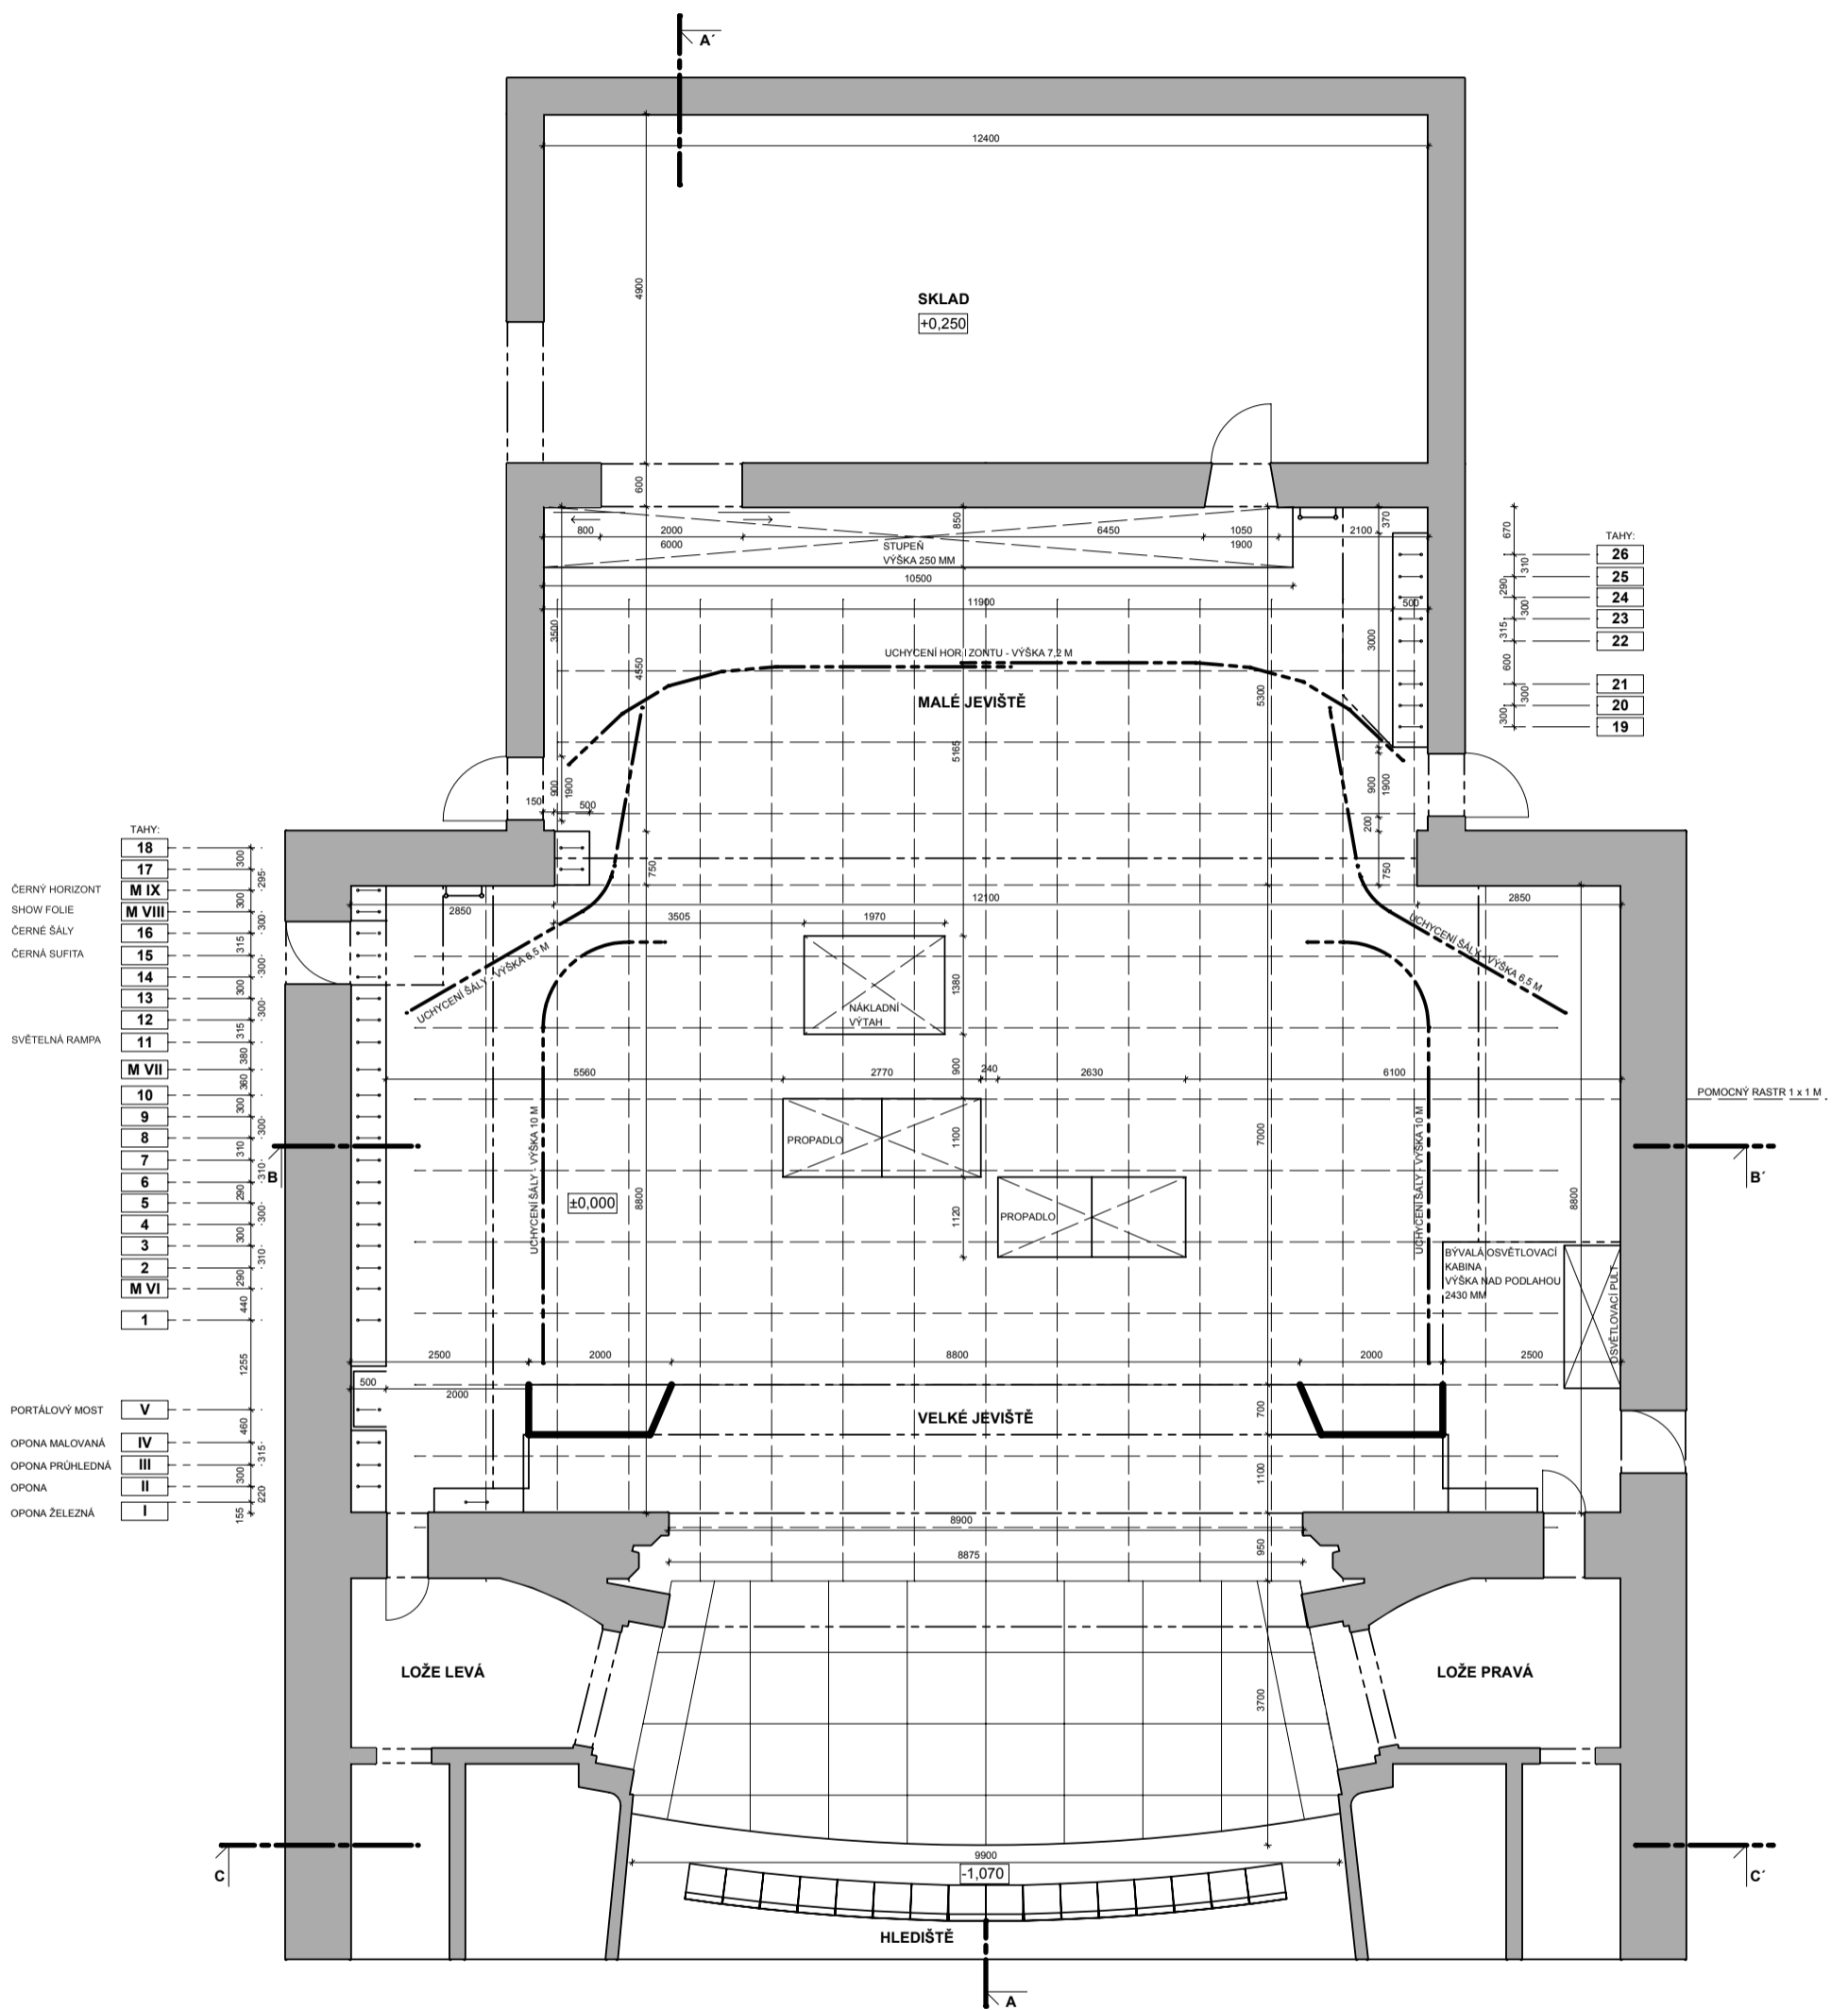 A´
12400
4900
SKLAD
+0,250
600
800
2000
6000
850
6450
1050
1900
2100
370
STUPEŇ
VÝŠKA 250 MM
10500
11900
500
3500
4550
3000
5300
UCHYCENÍ HORIZONTU - VÝŠKA 7,2 M
MALÉ JEVIŠTĚ
5165
TAHY:
26
25
24
23
22
21
20
19
670
310
290
300
315
600
300
300
150
900
1900
500
900
1900
200
750
750
TAHY:
18
17
ČERNÝ HORIZONT M IX
SHOW FOLIE M VIII
ČERNÉ ŠÁLY 16
ČERNÁ SUFITA 15
14
13
12
SVĚTELNÁ RAMPA 11
M VII
10
9
8
7
6
5
4
3
2
M VI
1
PORTÁLOVÝ MOST V
OPONA MALOVANÁ IV
OPONA PRŮHLEDNÁ III
OPONA II
OPONA ŽELEZNÁ I
300
295
300
300
315
300
300
300
315
380
360
300
300
310
310
290
300
300
310
290
440
1255
460
315
300
220
155
2850
12100
2850
3505
1970
UCHYCENÍ ŠÁLY - VÝŠKA 6,5 M
UCHYCENÍ ŠÁLY - VÝŠKA 6,5 M
1380
NÁKLADNÍ
VÝTAH
900
5560
2770
240
2630
6100
POMOCNÝ RASTR 1 x 1 M
UCHYCENÍ ŠÁLY - VÝŠKA 10 M
UCHYCENÍ ŠÁLY - VÝŠKA 10 M
PROPADLO
1100
7000
B
B´
±0,000
8800
8800
PROPADLO
1120
BÝVALÁ OSVĚTLOVACÍ
KABINA
VÝŠKA NAD PODLAHOU
2430 MM
OSVĚTLOVACÍ PULT
2500
2000
8800
2000
2500
500
2000
VELKÉ JEVIŠTĚ
700
1100
8900
8875
950
LOŽE LEVÁ
LOŽE PRAVÁ
3700
C
C´
9900
-1,070
HLEDIŠTĚ
A